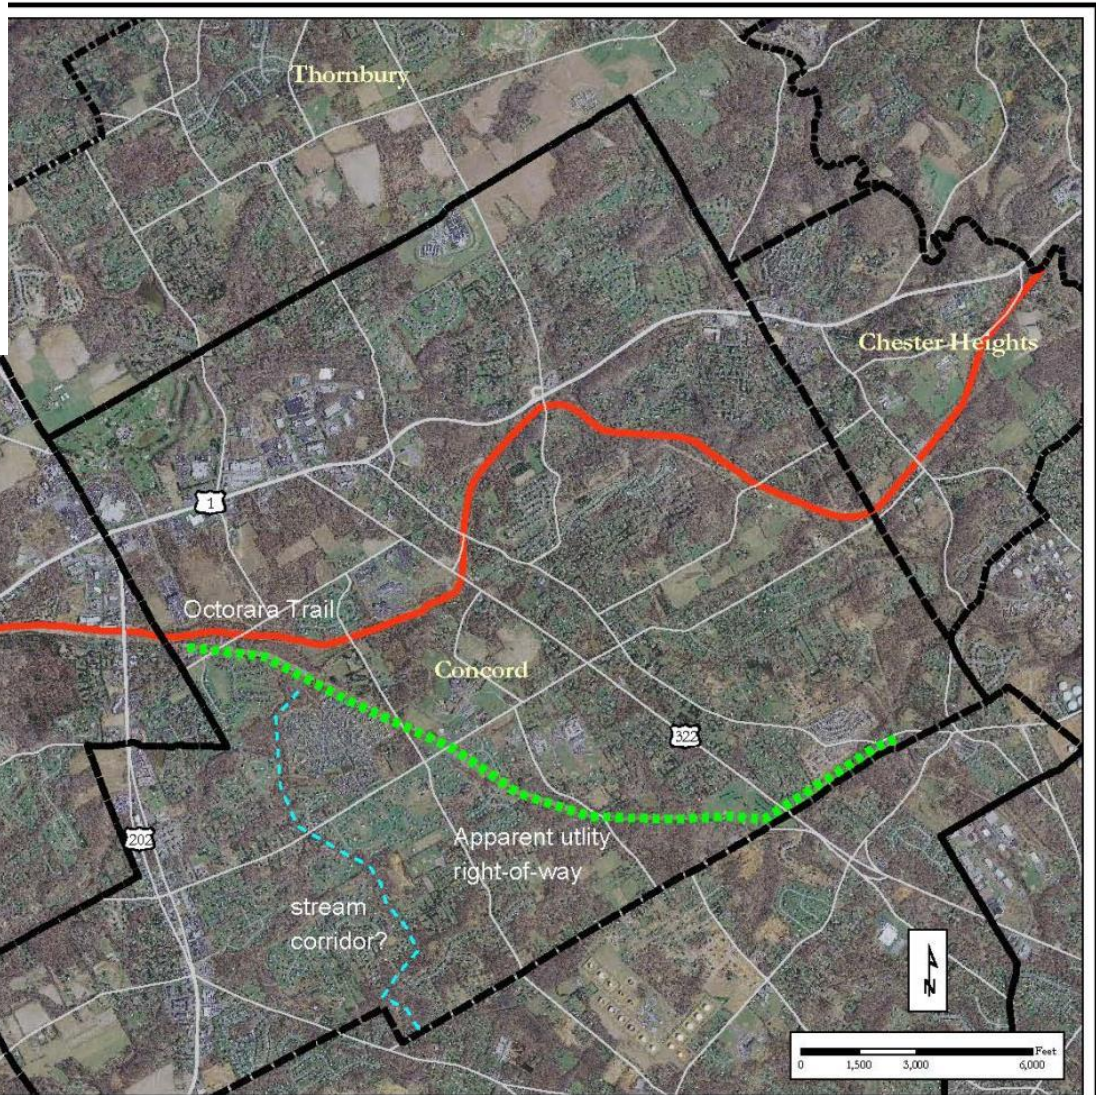 Thornbury
Chester Heights
1
Octorara Trail
Concord
322
202
Apparent utlity
right-of-way
stream
corridor?
N
Feet
0 1,500 3,000 6,000